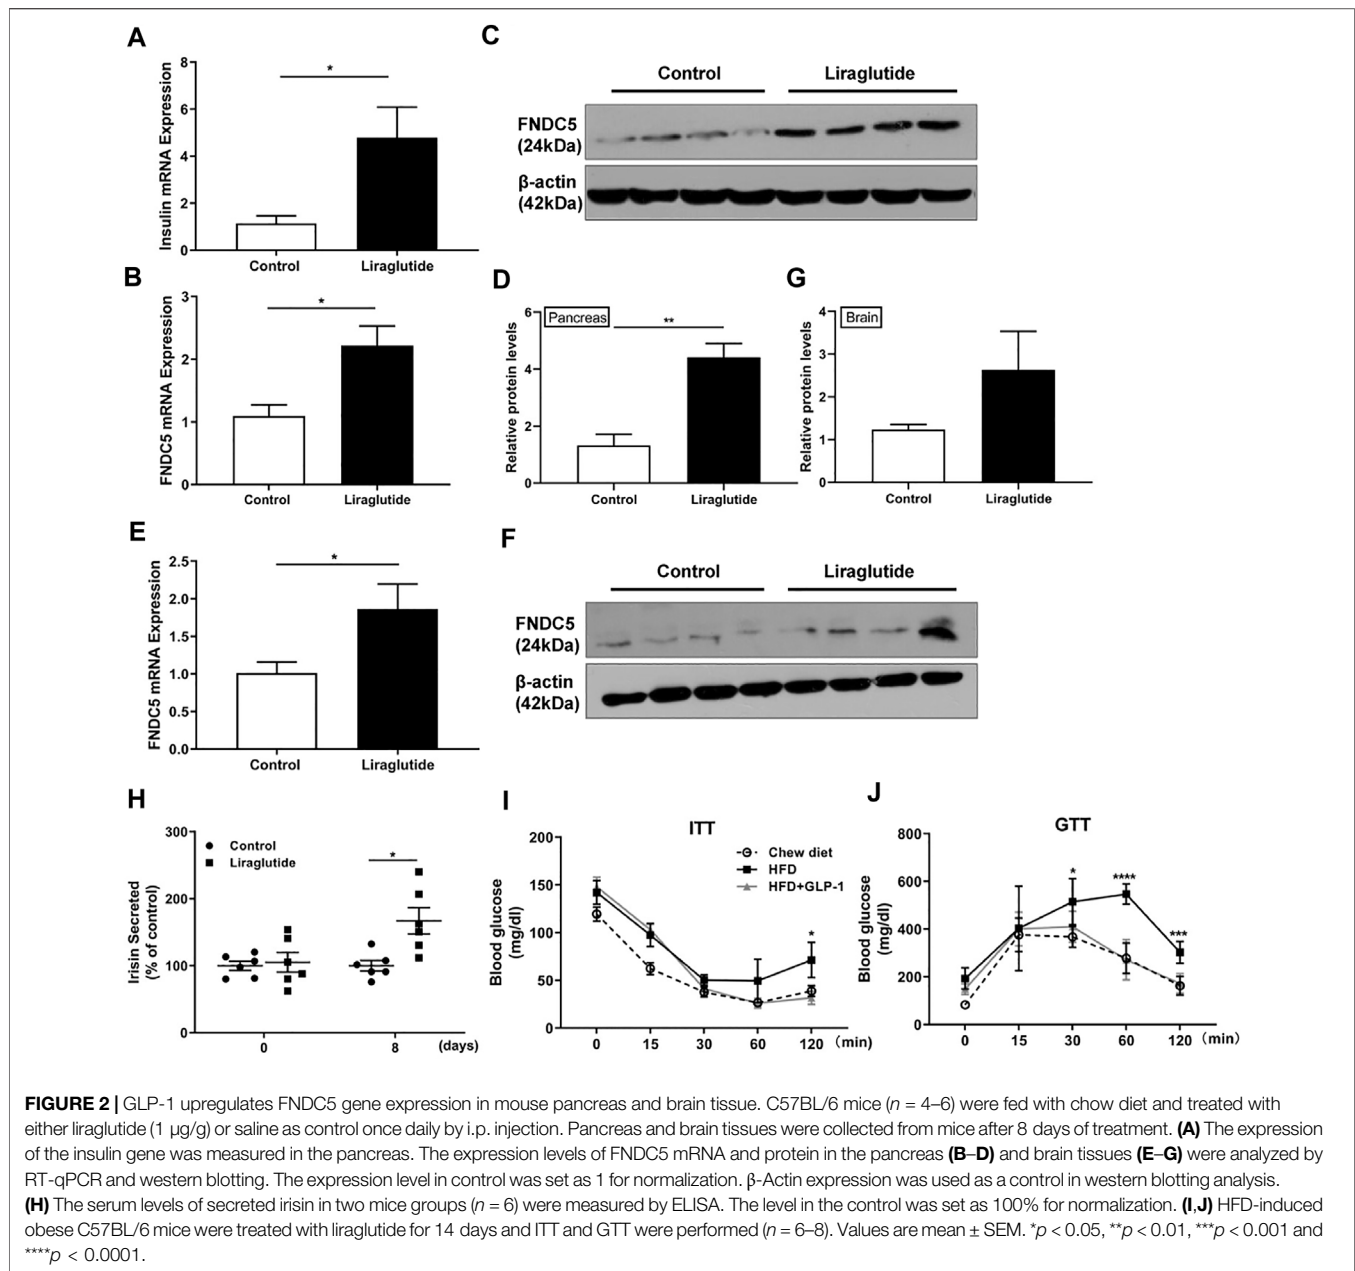 A
Insulin mRNA Expression
8
6
4
2
0
*
Control
Liraglutide
C
Control
Liraglutide
FNDC5
(24kDa)
β-actin
(42kDa)
B
FNDC5 mRNA Expression
3
2
1
0
*
Control
Liraglutide
D
Relative protein levels
6
4
2
0
Pancreas
**
Control
Liraglutide
G
Relative protein levels
4
3
2
1
0
Brain
Control
Liraglutide
E
FNDC5 mRNA Expression
2.5
2.0
1.5
1.0
0.5
0.0
*
Control
Liraglutide
F
Control
Liraglutide
FNDC5
(24kDa)
β-actin
(42kDa)
H
Irisin Secreted
(% of control)
300
200
100
0
Control
Liraglutide
*
0
8
(days)
I
ITT
Blood glucose
(mg/dl)
200
150
100
50
0
Chew diet
HFD
HFD+GLP-1
*
0 15 30 60 120 (min)
J
GTT
Blood glucose
(mg/dl)
800
600
400
200
0
*
****
***
0 15 30 60 120 (min)
FIGURE 2 | GLP-1 upregulates FNDC5 gene expression in mouse pancreas and brain tissue. C57BL/6 mice (n = 4–6) were fed with chow diet and treated with
either liraglutide (1 μg/g) or saline as control once daily by i.p. injection. Pancreas and brain tissues were collected from mice after 8 days of treatment. (A) The expression
of the insulin gene was measured in the pancreas. The expression levels of FNDC5 mRNA and protein in the pancreas (B–D) and brain tissues (E–G) were analyzed by
RT-qPCR and western blotting. The expression level in control was set as 1 for normalization. β-Actin expression was used as a control in western blotting analysis.
(H) The serum levels of secreted irisin in two mice groups (n = 6) were measured by ELISA. The level in the control was set as 100% for normalization. (I,J) HFD-induced
obese C57BL/6 mice were treated with liraglutide for 14 days and ITT and GTT were performed (n = 6–8). Values are mean ± SEM. *p < 0.05, **p < 0.01, ***p < 0.001 and
****p < 0.0001.